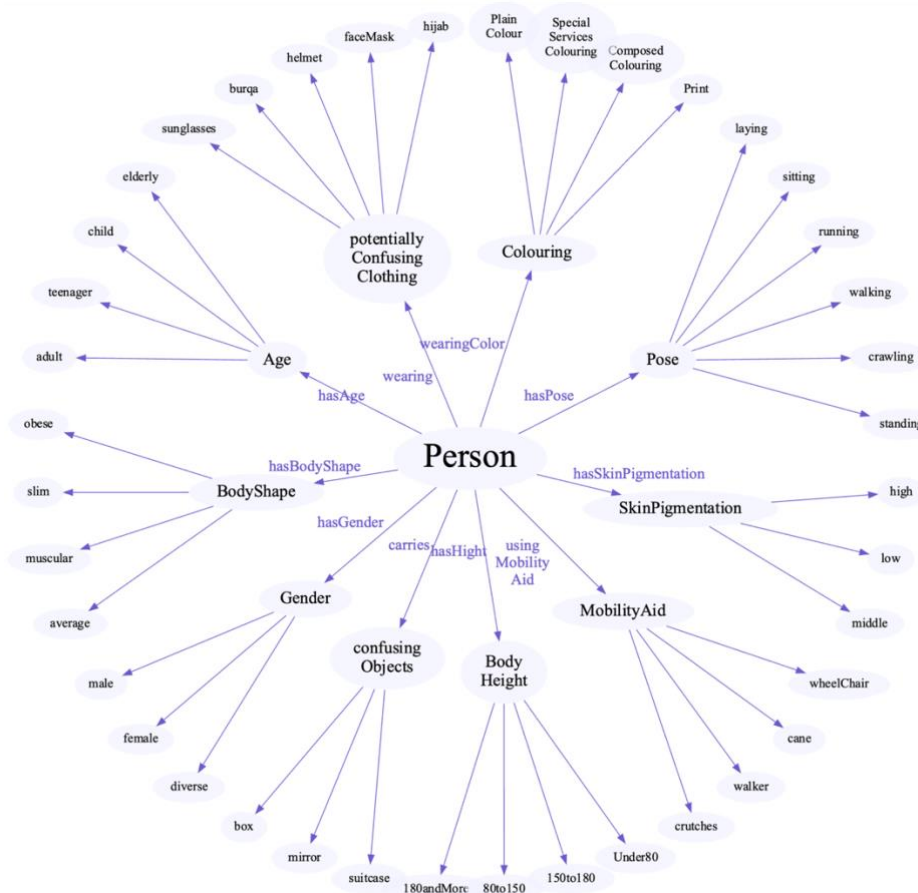 Plain
Colour
Special
Services
Colouring
Composed
Colouring
Print
hijab
faceMask
helmet
burqa
sunglasses
elderly
child
teenager
adult
laying
sitting
running
walking
crawling
standing
potentially
Confusing
Clothing
Colouring
Age
Pose
wearingColor
wearing
hasAge
hasPose
Person
obese
slim
muscular
average
hasBodyShape
BodyShape
hasSkinPigmentation
SkinPigmentation
high
low
middle
hasGender
carries
hasHight
using
Mobility
Aid
Gender
confusing
Objects
Body
Height
MobilityAid
male
female
diverse
box
mirror
suitcase
180andMore
80to150
150to180
Under80
wheelChair
cane
walker
crutches